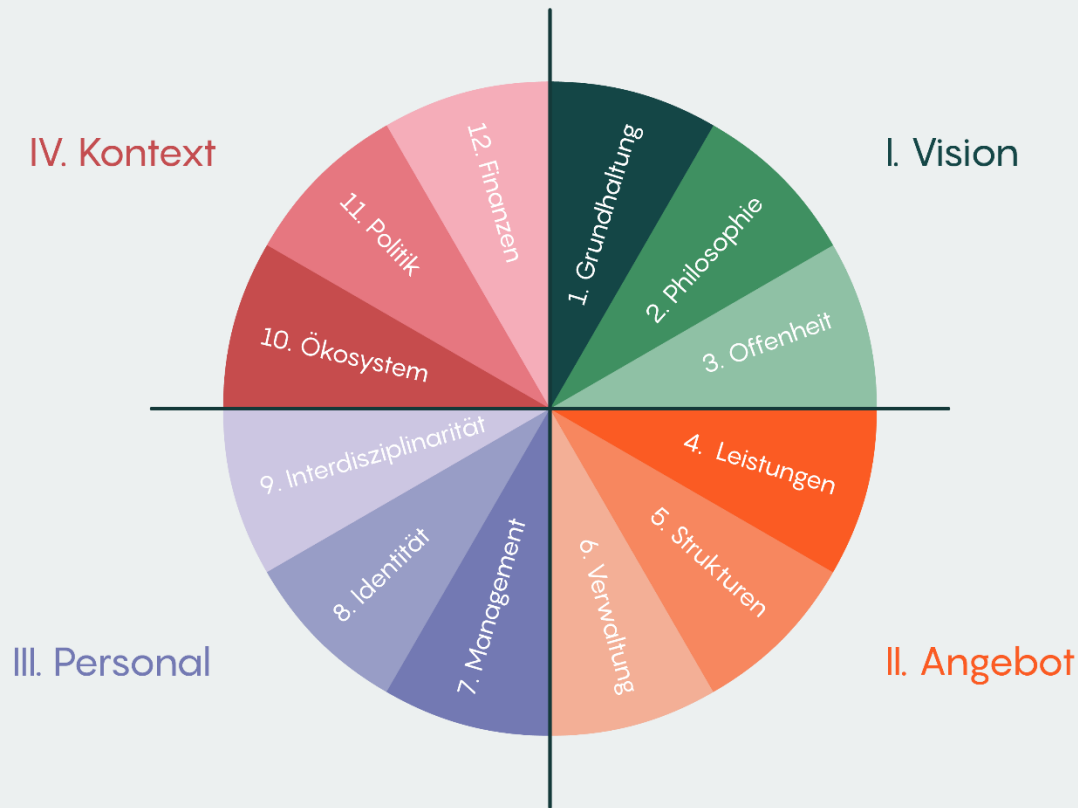 I. Vision
1. Grundhaltung
2. Philosophie
3. Offenheit
II. Angebot
4. Leistungen
5. Strukturen
6. Verwaltung
III. Personal
7. Management
8. Identität
9. Interdisziplinarität
IV. Kontext
10. Ökosystem
11. Politik
12. Finanzen